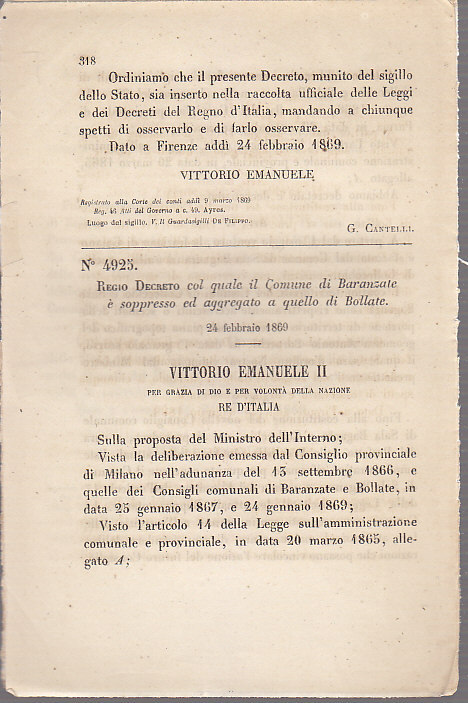 318
Ordiniamo che il presente Decreto, munito del sigillo
dello Stato, sia inserto nella raccolta ufficiale delle Leggi
e dei Decreti del Regno d'Italia, mandando a chiunque
spetti di osservarlo e di farlo osservare.
Dato a Firenze addì 24 febbraio 1869.
VITTORIO EMANUELE
Registrato alla Corte dei conti addì 9 marzo 1869
Reg. 46 Atti del Governo a c. 49. Ayres.
Luogo del sigillo. V. Il Guardasigilli DE FILIPPO.
G. CANTELLI.
N° 4925.
REGIO DECRETO col quale il Comune di Baranzate
è soppresso ed aggregato a quello di Bollate.
24 febbraio 1869
VITTORIO EMANUELE II
PER GRAZIA DI DIO E PER VOLONTÀ DELLA NAZIONE
RE D'ITALIA
Sulla proposta del Ministro dell'Interno;
Vista la deliberazione emessa dal Consiglio provinciale
di Milano nell'adunanza del 13 settembre 1866, e
quelle dei Consigli comunali di Baranzate e Bollate, in
data 25 gennaio 1867, e 24 gennaio 1869;
Visto l'articolo 14 della Legge sull'amministrazione
comunale e provinciale, in data 20 marzo 1865, alle-
gato A;